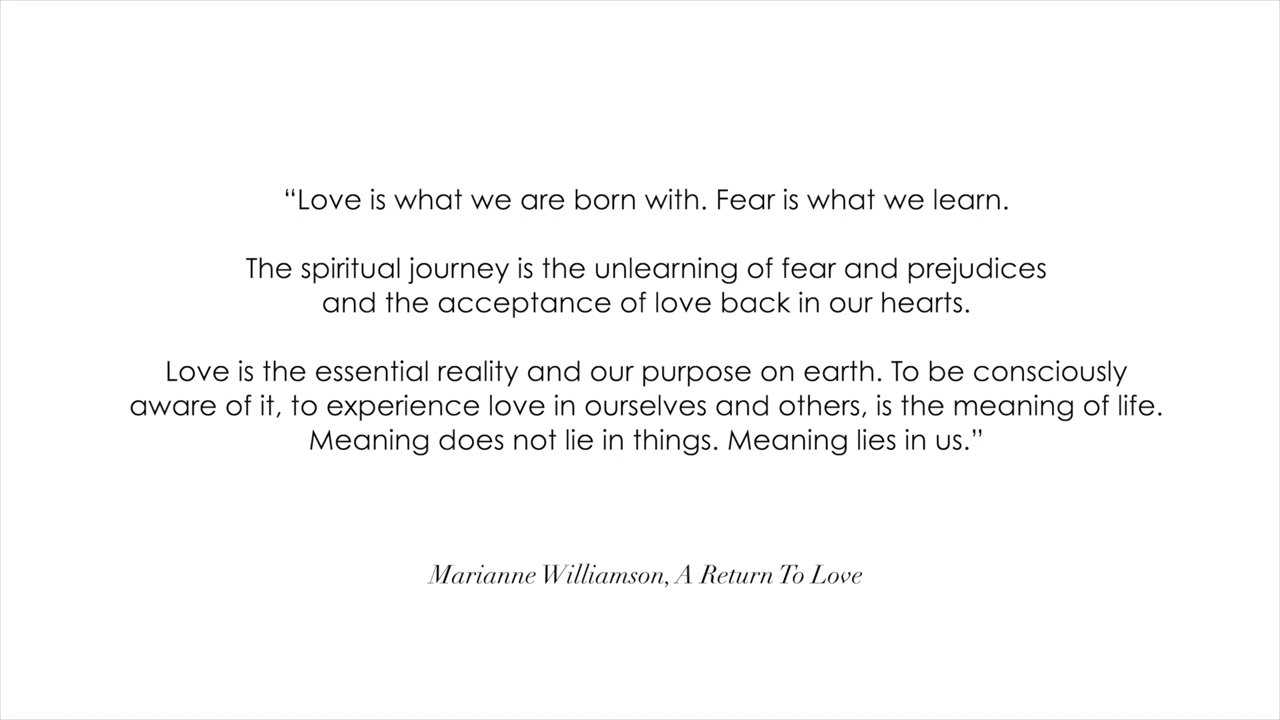 “Love is what we are born with. Fear is what we learn.
The spiritual journey is the unlearning of fear and prejudices
and the acceptance of love back in our hearts.
Love is the essential reality and our purpose on earth. To be consciously
aware of it, to experience love in ourselves and others, is the meaning of life.
Meaning does not lie in things. Meaning lies in us.”
Marianne Williamson, A Return To Love